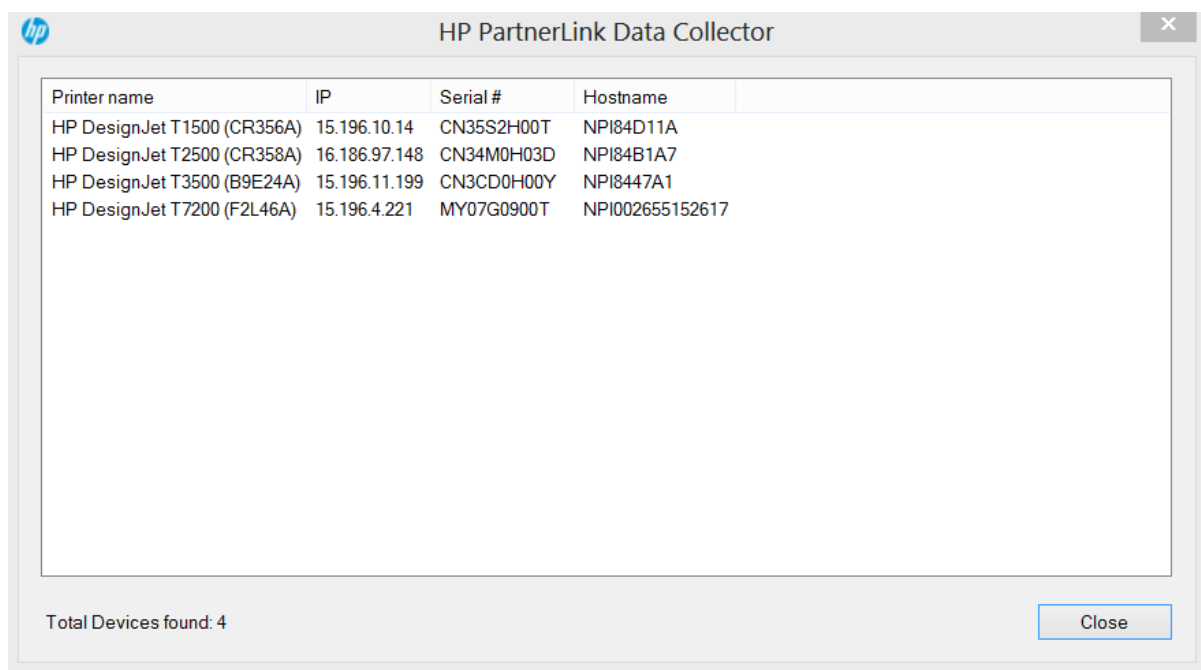 hp
HP PartnerLink Data Collector
Printer name IP Serial # Hostname
HP DesignJet T1500 (CR356A) 15.196.10.14 CN35S2H00T NPI84D11A
HP DesignJet T2500 (CR358A) 16.186.97.148 CN34M0H03D NPI84B1A7
HP DesignJet T3500 (B9E24A) 15.196.11.199 CN3CD0H00Y NPI8447A1
HP DesignJet T7200 (F2L46A) 15.196.4.221 MY07G0900T NPI002655152617
Total Devices found: 4
Close